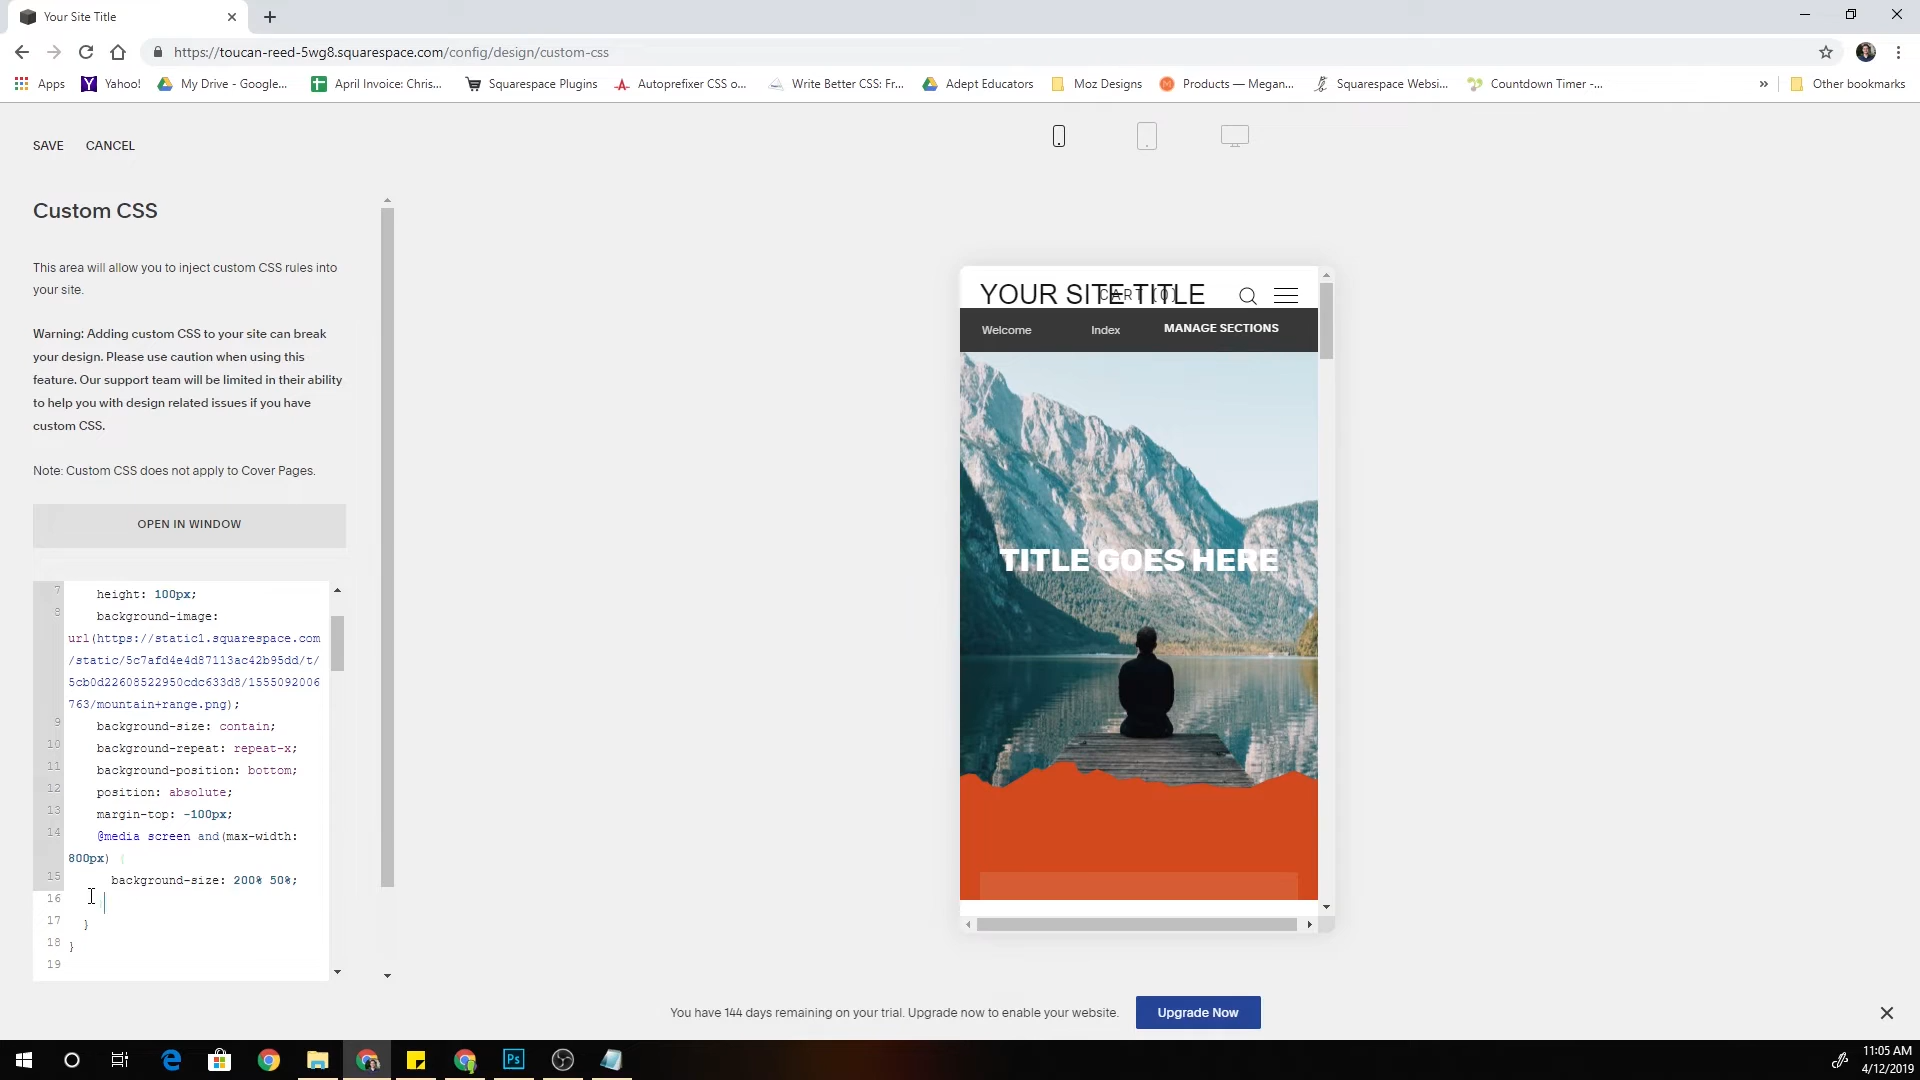 Your Site Title
https://toucan-reed-5wg8.squarespace.com/config/design/custom-css
Apps Yahoo! My Drive - Google... April Invoice: Chris... Squarespace Plugins Autoprefixer CSS o... Write Better CSS: Fr... Adept Educators Moz Designs Products — Megan... Squarespace Websi... Countdown Timer -... » Other bookmarks
SAVE CANCEL
Custom CSS
This area will allow you to inject custom CSS rules into
your site.
Warning: Adding custom CSS to your site can break
your design. Please use caution when using this
feature. Our support team will be limited in their ability
to help you with design related issues if you have
custom CSS.
Note: Custom CSS does not apply to Cover Pages.
OPEN IN WINDOW
7 height: 100px;
8 background-image:
url(https://static1.squarespace.com
/static/5c7afd4e4d87113ac42b95dd/t/
5cb0d22608522950cdc633d8/1555092006
763/mountain+range.png);
9 background-size: contain;
10 background-repeat: repeat-x;
11 background-position: bottom;
12 position: absolute;
13 margin-top: -100px;
14 @media screen and(max-width:
800px) {
15 background-size: 200% 50%;
16 }
17 }
18 }
19
YOUR SITE TITLE
CART (0)
Welcome Index MANAGE SECTIONS
TITLE GOES HERE
You have 144 days remaining on your trial. Upgrade now to enable your website. Upgrade Now
Ps
11:05 AM
4/12/2019